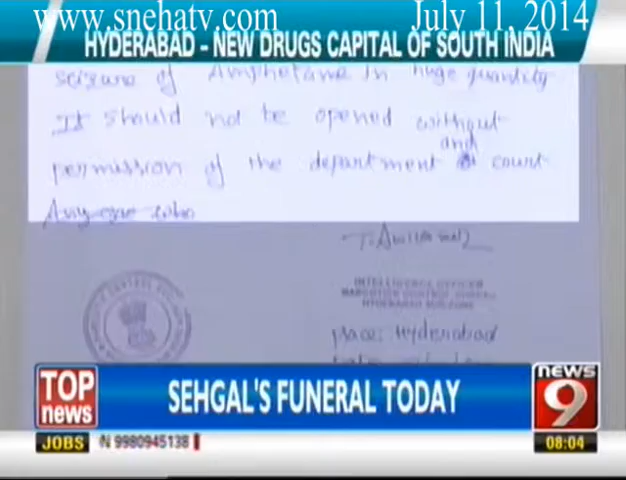 www.snehatv.com
July 11, 2014
HYDERABAD - NEW DRUGS CAPITAL OF SOUTH INDIA
seizure of Amphetane in huge quantity
It should not be opened without
and
permission of the department court
Any one who
INTELLIGENCE OFFICER
NARCOTICS CONTROL
HYDERABAD
place: Hyderabad
TOP
news
SEHGAL'S FUNERAL TODAY
NEWS
9
JOBS
N 9980945138
08:04